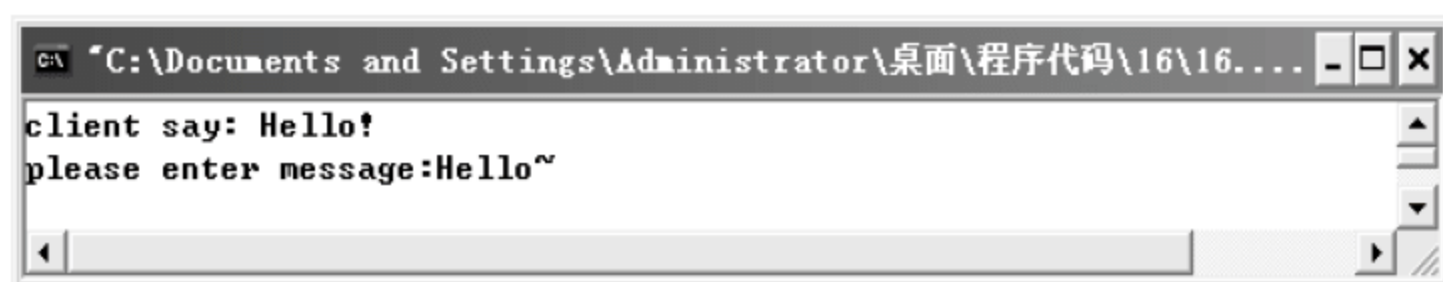 "C:\Documents and Settings\Administrator\桌面\程序代码\16\16....
client say: Hello!
please enter message:Hello~